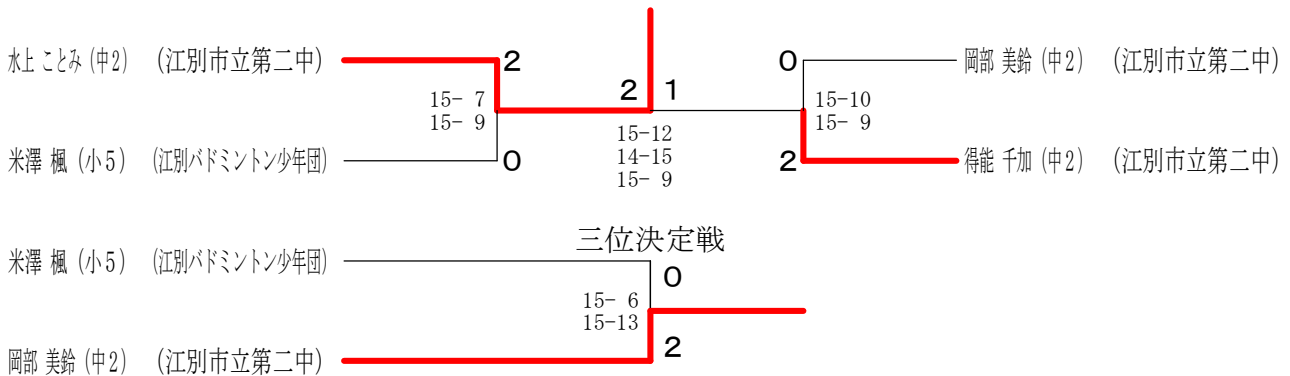 水上 ことみ (中2) (江別市立第二中) 2 0 岡部 美鈴 (中2) (江別市立第二中)
15- 7 2 1 15-10
15- 9 15- 9
15-12
14-15
15- 9
米澤 楓 (小5) (江別バドミントン少年団) 0 2 得能 千加 (中2) (江別市立第二中)
三位決定戦
米澤 楓 (小5) (江別バドミントン少年団) 0
15- 6
15-13
岡部 美鈴 (中2) (江別市立第二中) 2